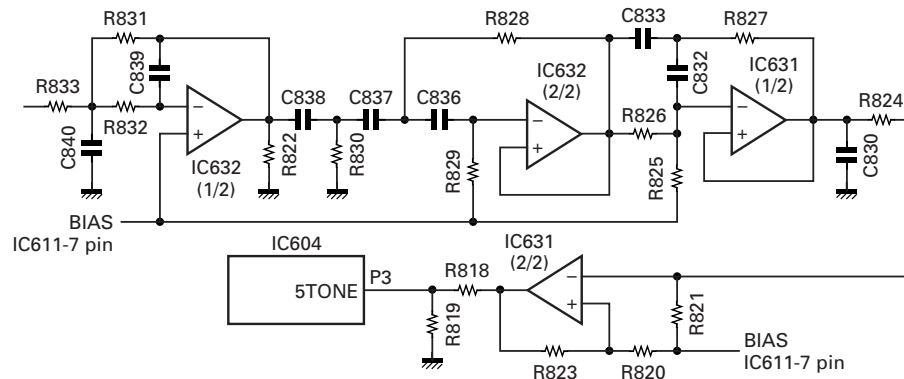 R831
C839
R833
R832
C840
IC632
(1/2)
R822
C838
C837
R830
R828
C836
IC632
(2/2)
R829
C833
R827
C832
IC631
(1/2)
R826
R825
R824
C830
BIAS
IC611-7 pin
IC604
5TONE
P3
R818
R819
IC631
(2/2)
R821
R823
R820
BIAS
IC611-7 pin
−
+
−
+
−
+
−
+